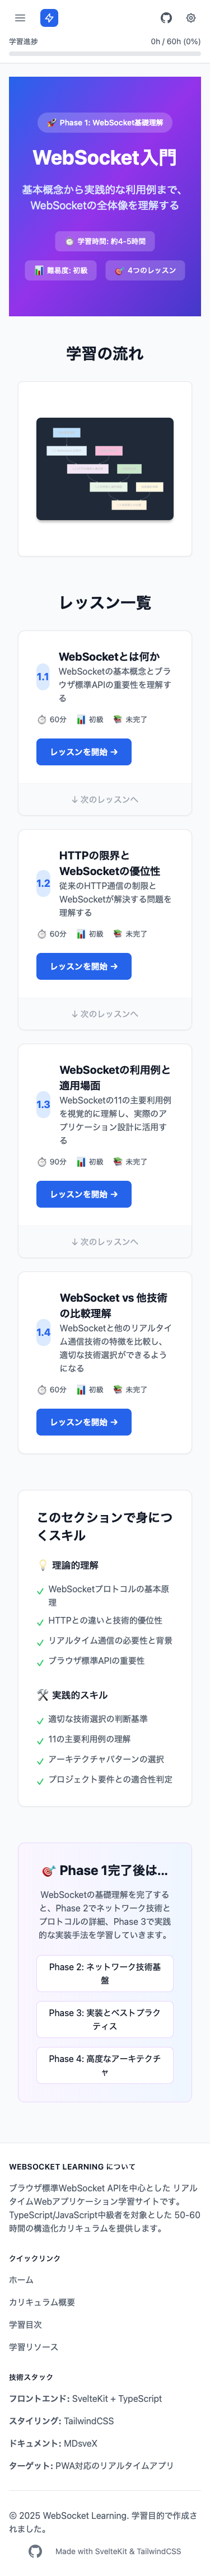 学習進捗 0h / 60h (0%)
🚀 Phase 1: WebSocket基礎理解
WebSocket入門
基本概念から実践的な利用例まで、
WebSocketの全体像を理解する
⏱️ 学習時間: 約4-5時間
📊 難易度: 初級
🎯 4つのレッスン
学習の流れ
レッスン一覧
1.1
WebSocketとは何か
WebSocketの基本概念とブラ
ウザ標準APIの重要性を理解す
る
⏱️ 60分 📊 初級 📚 未完了
レッスンを開始 →
↓ 次のレッスンへ
1.2
HTTPの限界と
WebSocketの優位性
従来のHTTP通信の制限と
WebSocketが解決する問題を
理解する
⏱️ 60分 📊 初級 📚 未完了
レッスンを開始 →
↓ 次のレッスンへ
1.3
WebSocketの利用例と
適用場面
WebSocketの11の主要利用例
を視覚的に理解し、実際のア
プリケーション設計に活用す
る
⏱️ 90分 📊 初級 📚 未完了
レッスンを開始 →
↓ 次のレッスンへ
1.4
WebSocket vs 他技術
の比較理解
WebSocketと他のリアルタイ
ム通信技術の特徴を比較し、
適切な技術選択ができるよう
になる
⏱️ 60分 📊 初級 📚 未完了
レッスンを開始 →
このセクションで身につ
くスキル
💡 理論的理解
✓ WebSocketプロトコルの基本原
理
✓ HTTPとの違いと技術的優位性
✓ リアルタイム通信の必要性と背景
✓ ブラウザ標準APIの重要性
🛠️ 実践的スキル
✓ 適切な技術選択の判断基準
✓ 11の主要利用例の理解
✓ アーキテクチャパターンの選択
✓ プロジェクト要件との適合性判定
🎯 Phase 1完了後は...
WebSocketの基礎理解を完了する
と、Phase 2でネットワーク技術と
プロトコルの詳細、Phase 3で実践
的な実装手法を学習していきます。
Phase 2: ネットワーク技術基
盤
Phase 3: 実装とベストプラク
ティス
Phase 4: 高度なアーキテクチ
ャ
WEBSOCKET LEARNING について
ブラウザ標準WebSocket APIを中心とした リアル
タイムWebアプリケーション学習サイトです。
TypeScript/JavaScript中級者を対象とした 50-60
時間の構造化カリキュラムを提供します。
クイックリンク
ホーム
カリキュラム概要
学習目次
学習リソース
技術スタック
フロントエンド: SvelteKit + TypeScript
スタイリング: TailwindCSS
ドキュメント: MDsveX
ターゲット: PWA対応のリアルタイムアプリ
© 2025 WebSocket Learning. 学習目的で作成さ
れました。
Made with SvelteKit & TailwindCSS